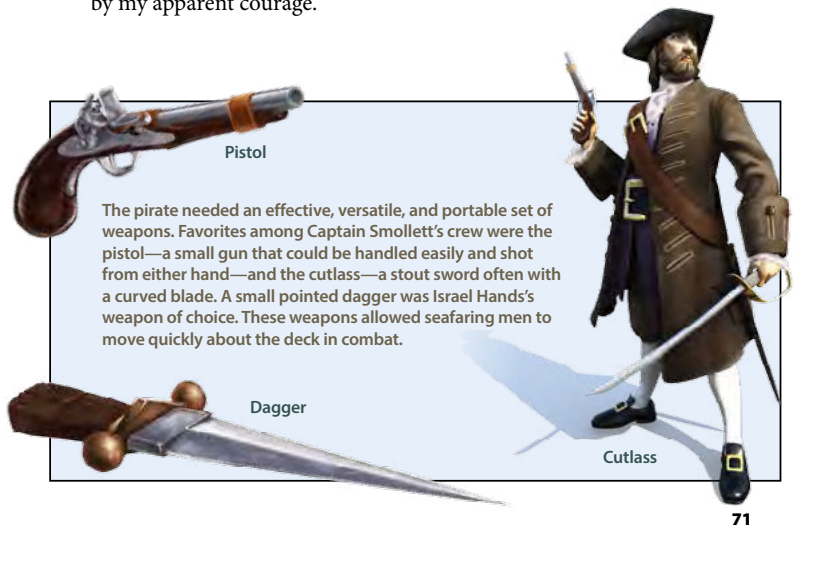 by my apparent courage.
Pistol
The pirate needed an effective, versatile, and portable set of
weapons. Favorites among Captain Smollett’s crew were the
pistol—a small gun that could be handled easily and shot
from either hand—and the cutlass—a stout sword often with
a curved blade. A small pointed dagger was Israel Hands’s
weapon of choice. These weapons allowed seafaring men to
move quickly about the deck in combat.
Dagger
Cutlass
71